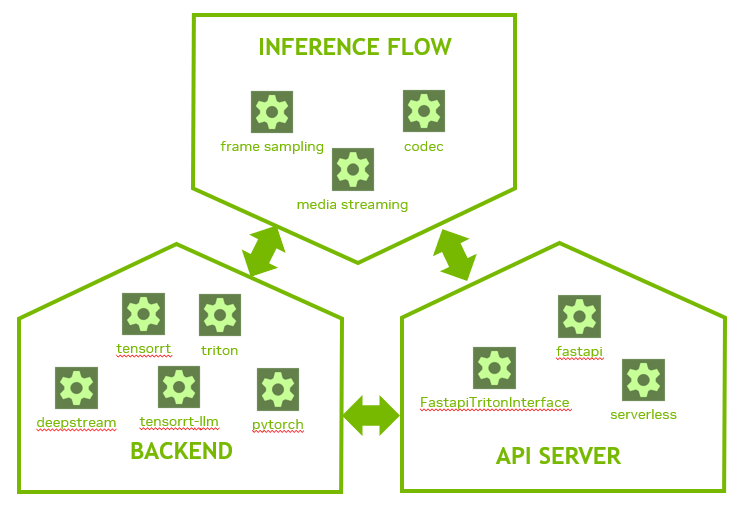 INFERENCE FLOW
frame sampling
codec
media streaming
tensorrt
triton
deepstream
tensorrt-llm
pytorch
BACKEND
fastapi
FastapiTritonInterface
serverless
API SERVER